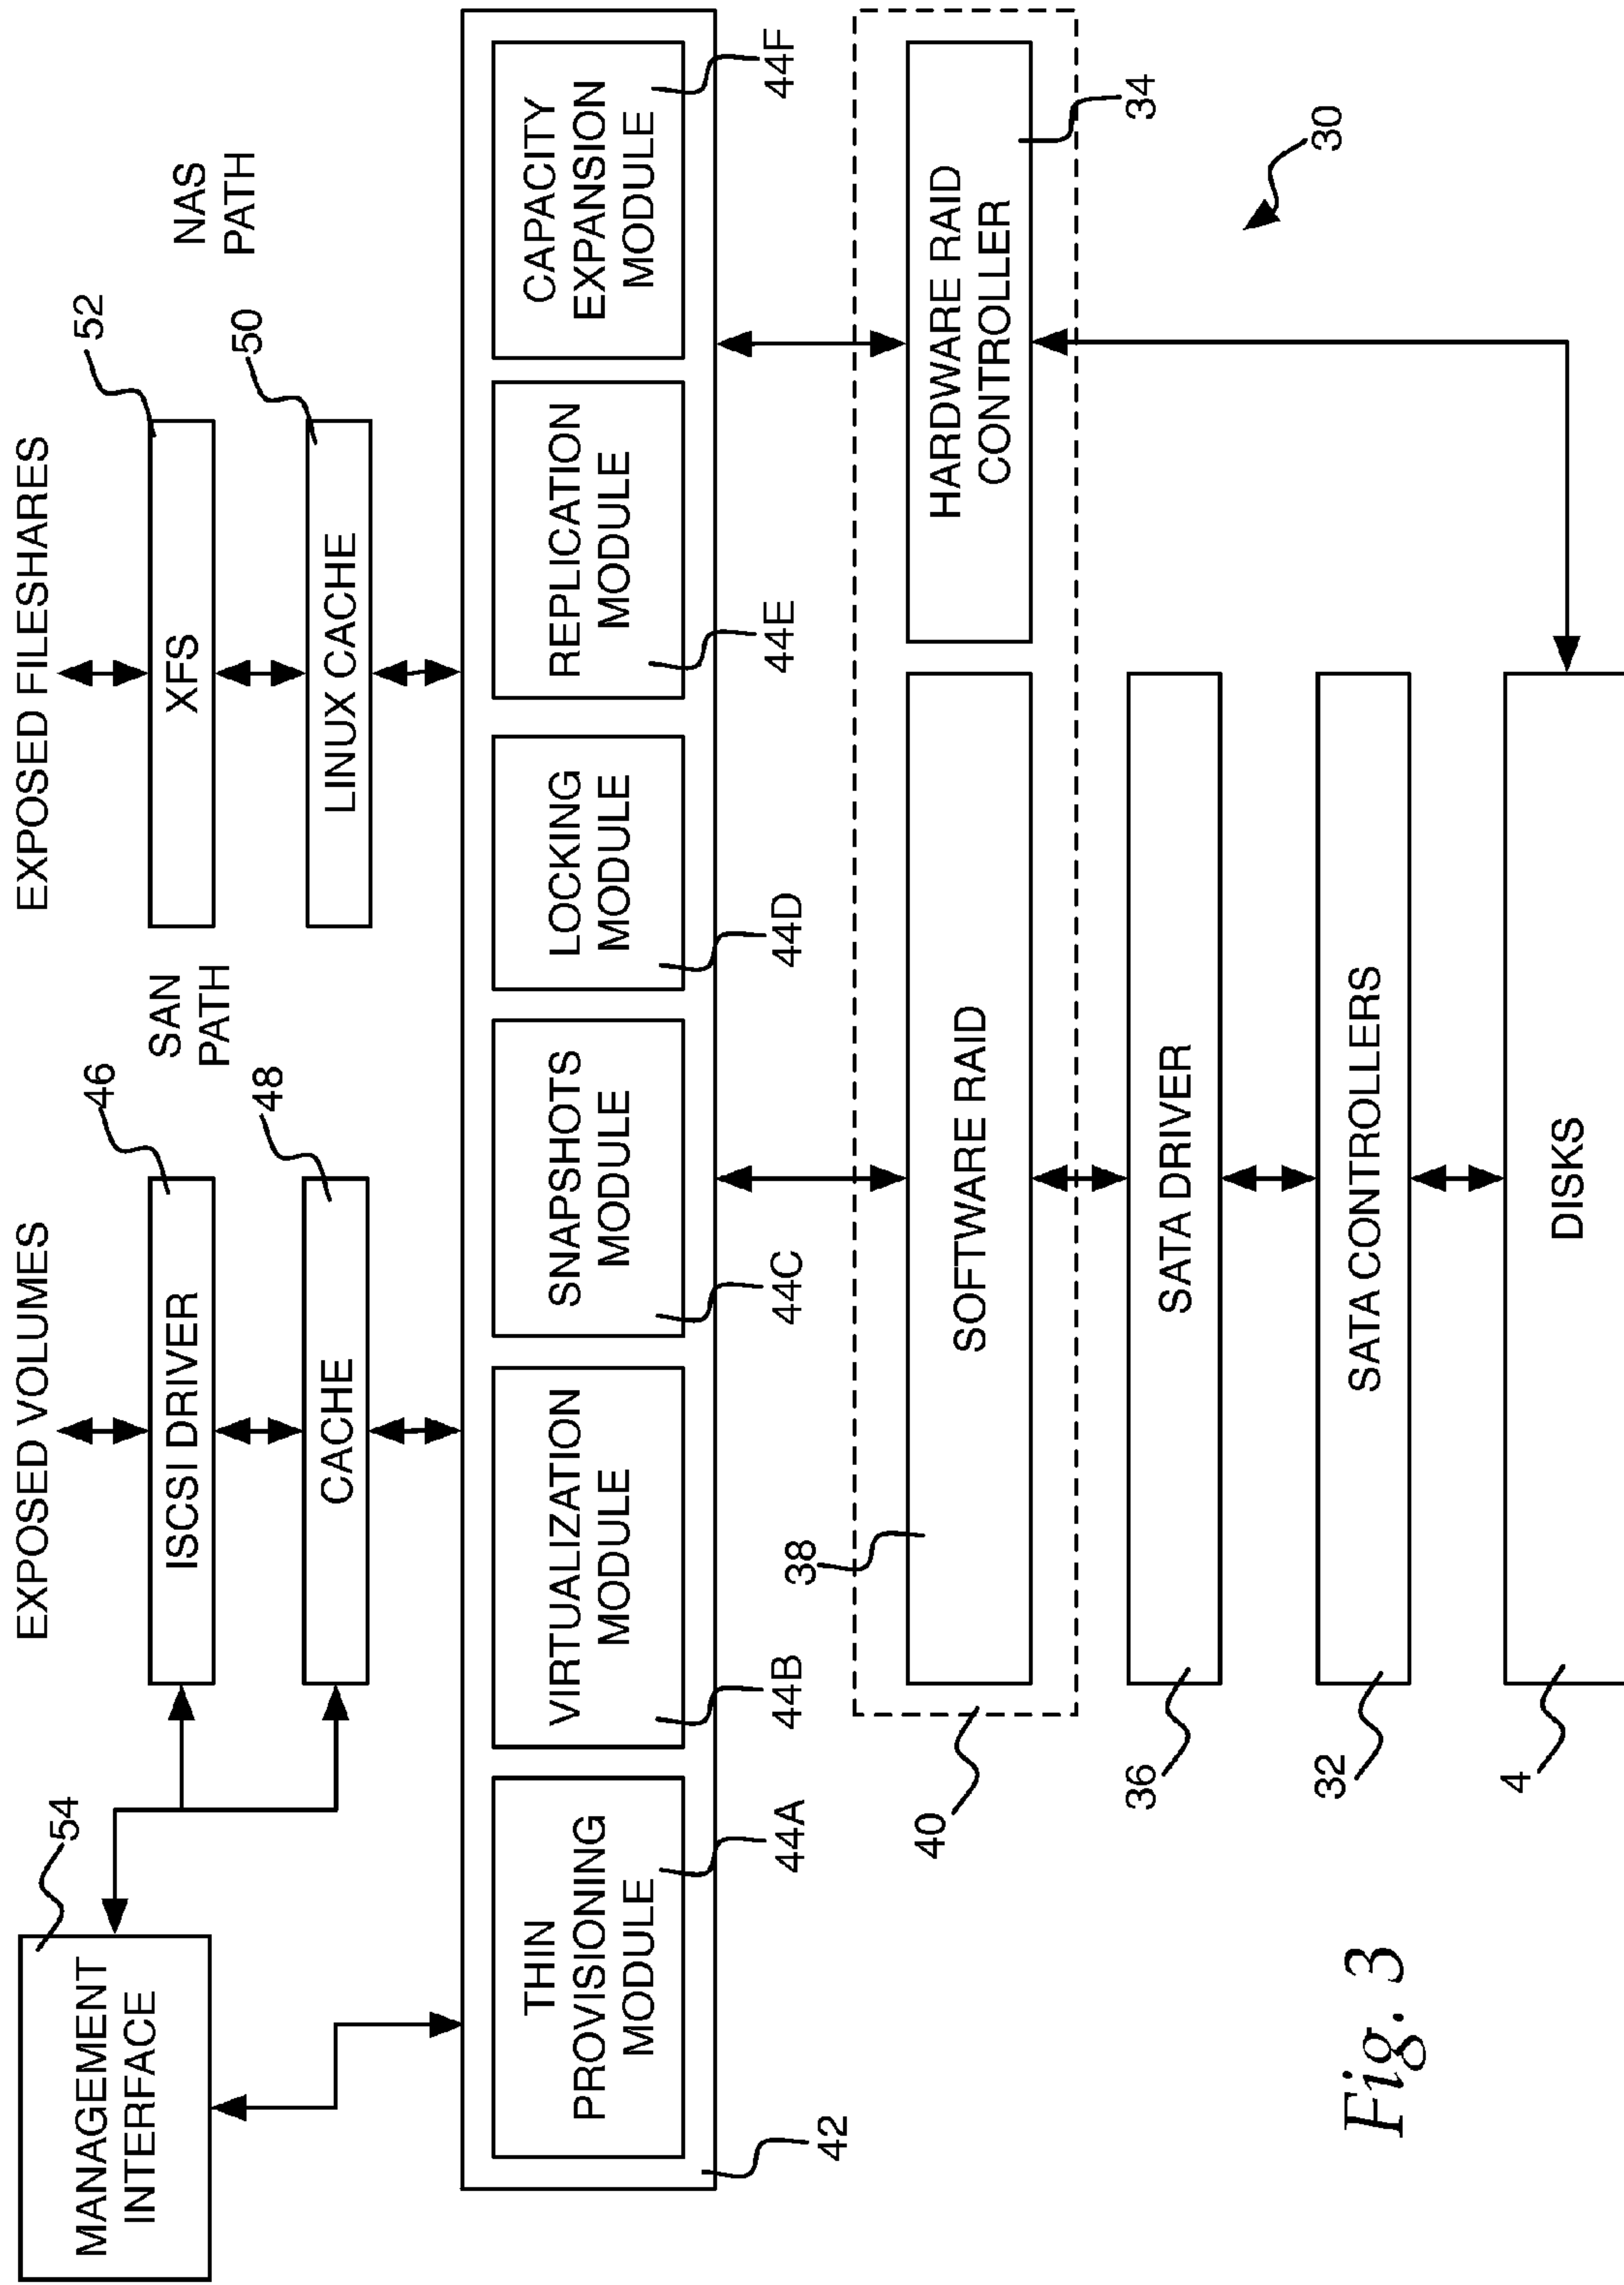 EXPOSED VOLUMES
EXPOSED FILESHARES
54
MANAGEMENT
INTERFACE
46
ISCSI DRIVER
SAN
PATH
52
XFS
NAS
PATH
48
CACHE
50
LINUX CACHE
THIN
PROVISIONING
MODULE
VIRTUALIZATION
MODULE
SNAPSHOTS
MODULE
LOCKING
MODULE
REPLICATION
MODULE
CAPACITY
EXPANSION
MODULE
42
44A
44B
44C
44D
44E
44F
38
SOFTWARE RAID
HARDWARE RAID
CONTROLLER
40
34
36
SATA DRIVER
30
32
SATA CONTROLLERS
4
DISKS
Fig. 3